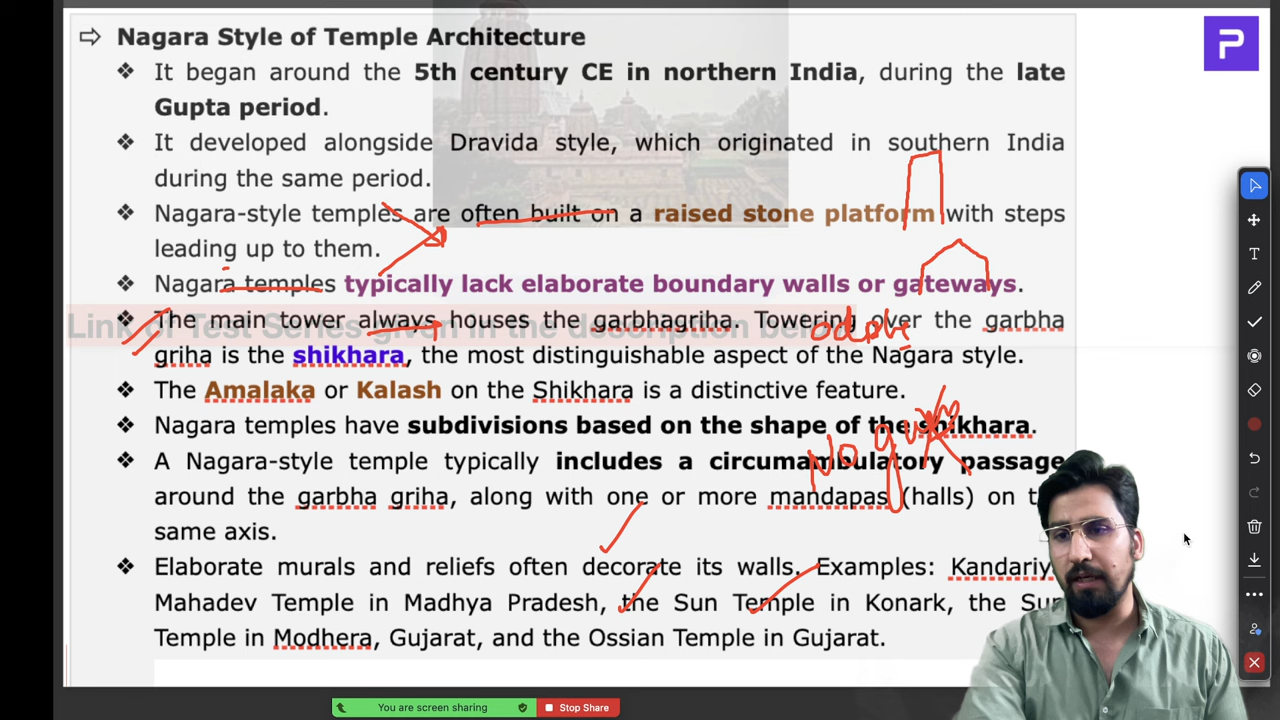 ⇨ Nagara Style of Temple Architecture
❖ It began around the 5th century CE in northern India, during the late
Gupta period.
❖ It developed alongside Dravida style, which originated in southern India
during the same period.
❖ Nagara-style temples are often built on a raised stone platform with steps
leading up to them.
❖ Nagara temples typically lack elaborate boundary walls or gateways.
❖ The main tower always houses the garbhagriha. Towering over the garbha
Link of Test Series given in the description below
griha is the shikhara, the most distinguishable aspect of the Nagara style.
❖ The Amalaka or Kalash on the Shikhara is a distinctive feature.
❖ Nagara temples have subdivisions based on the shape of the shikhara.
No
❖ A Nagara-style temple typically includes a circumambulatory passage
around the garbha griha, along with one or more mandapas (halls) on
same axis.
❖ Elaborate murals and reliefs often decorate its walls. Examples: Kandariy
Mahadev Temple in Madhya Pradesh, the Sun Temple in Konark, the Su
Temple in Modhera, Gujarat, and the Ossian Temple in Gujarat.
You are screen sharing
Stop Share